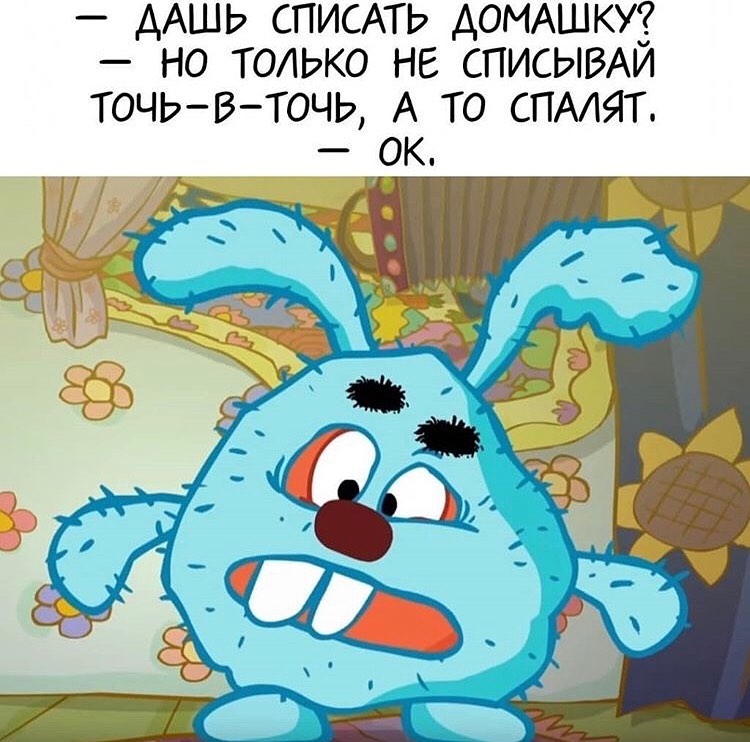 — ДАШЬ СПИСАТЬ ДОМАШКУ?
— НО ТОЛЬКО НЕ СПИСЫВАЙ
ТОЧЬ-В-ТОЧЬ, А ТО СПАЛЯТ.
— ОК.